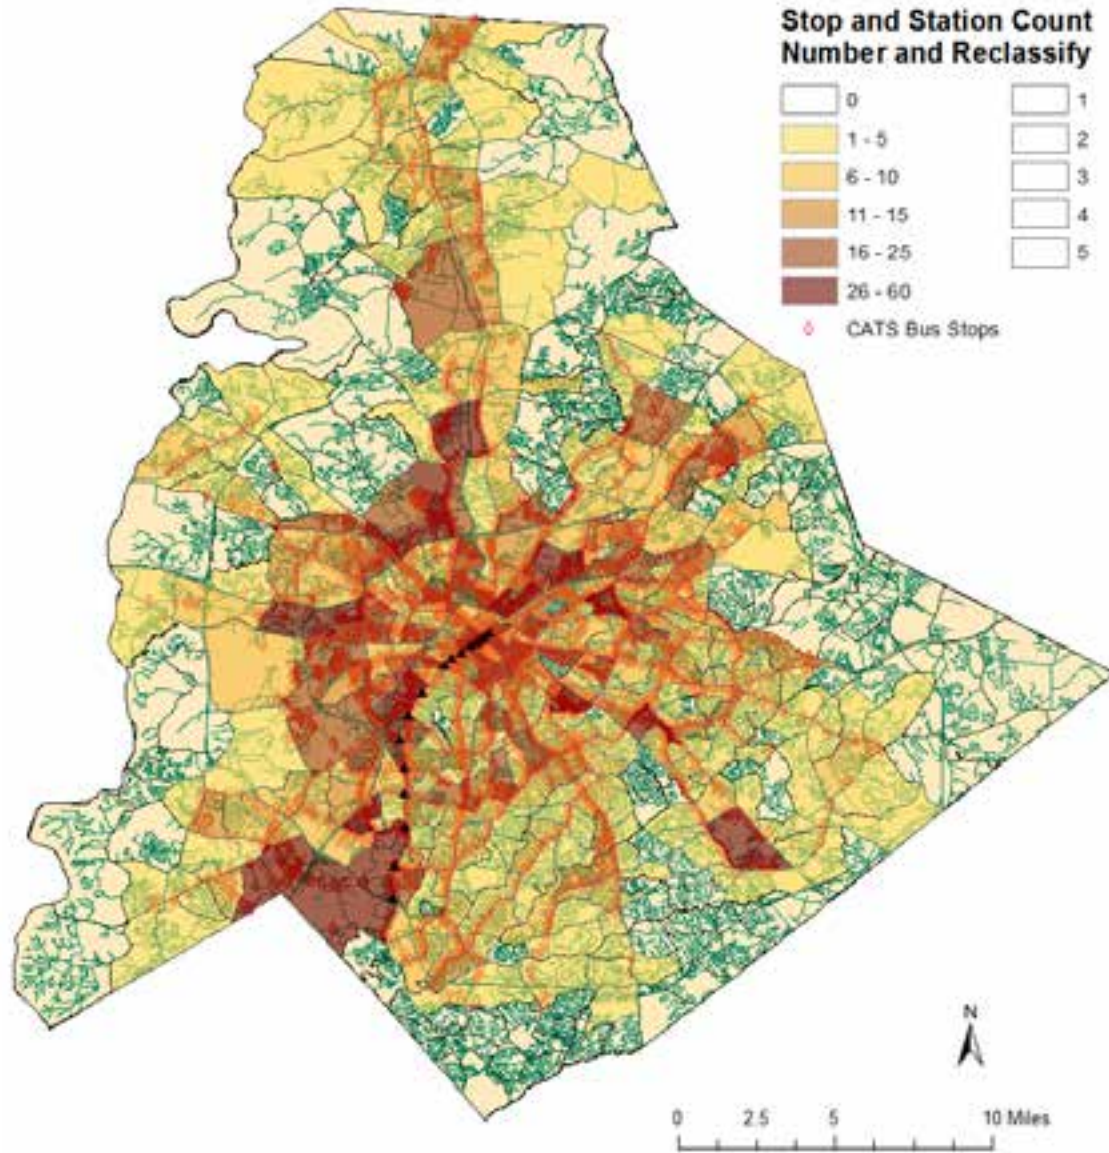 Stop and Station Count
Number and Reclassify
0
1 - 5
6 - 10
11 - 15
16 - 25
26 - 60
CATS Bus Stops
1
2
3
4
5
N
0 2.5 5 10 Miles